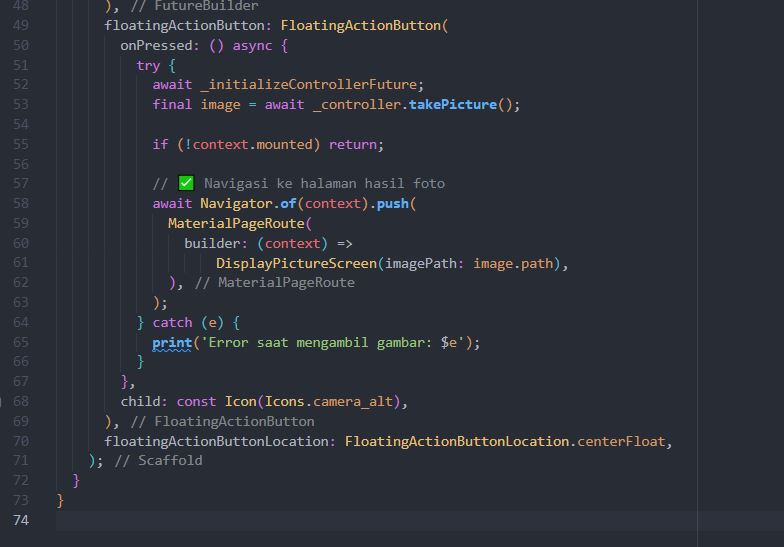 48 ), // FutureBuilder
49 floatingActionButton: FloatingActionButton(
50 onPressed: () async {
51 try {
52 await _initializeControllerFuture;
53 final image = await _controller.takePicture();
54
55 if (!context.mounted) return;
56
57 // ✅ Navigasi ke halaman hasil foto
58 await Navigator.of(context).push(
59 MaterialPageRoute(
60 builder: (context) =>
61 DisplayPictureScreen(imagePath: image.path),
62 ), // MaterialPageRoute
63 );
64 } catch (e) {
65 print('Error saat mengambil gambar: $e');
66 }
67 },
68 child: const Icon(Icons.camera_alt),
69 ), // FloatingActionButton
70 floatingActionButtonLocation: FloatingActionButtonLocation.centerFloat,
71 ); // Scaffold
72 }
73 }
74